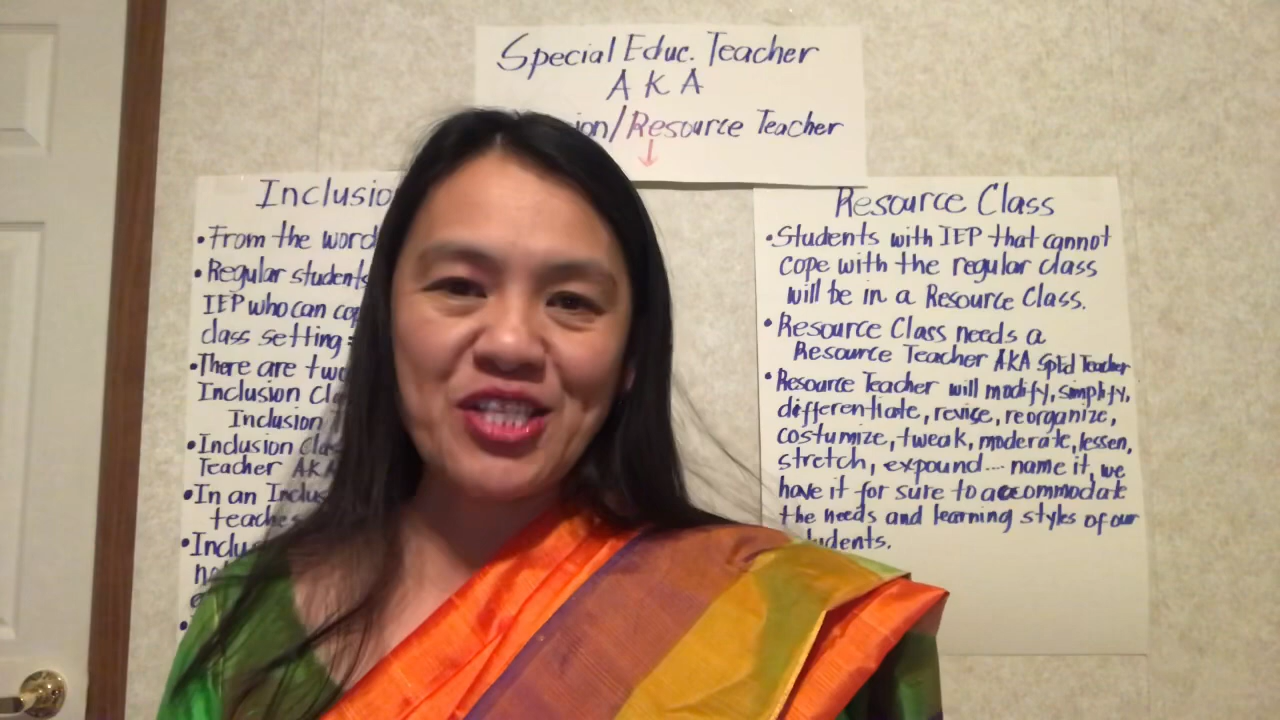 Special Educ. Teacher
AKA
/Resource Teacher
Inclusio
• From the word
• Regular students
IEP who can cop
class setting =
• There are two
Inclusion Cla
Inclusion
• Inclusion Clas
Teacher AKA
• In an Inclus
teaches
• Inclu
Resource Class
• Students with IEP that cannot
cope with the regular class
will be in a Resource Class.
• Resource Class needs a
Resource Teacher AKA SpEd Teacher
• Resource Teacher will modify, simplify,
differentiate, revise, reorganize,
costumize, tweak, moderate, lessen,
stretch, expound... name it, we
have it for sure to accommodate
the needs and learning styles of our
udents.